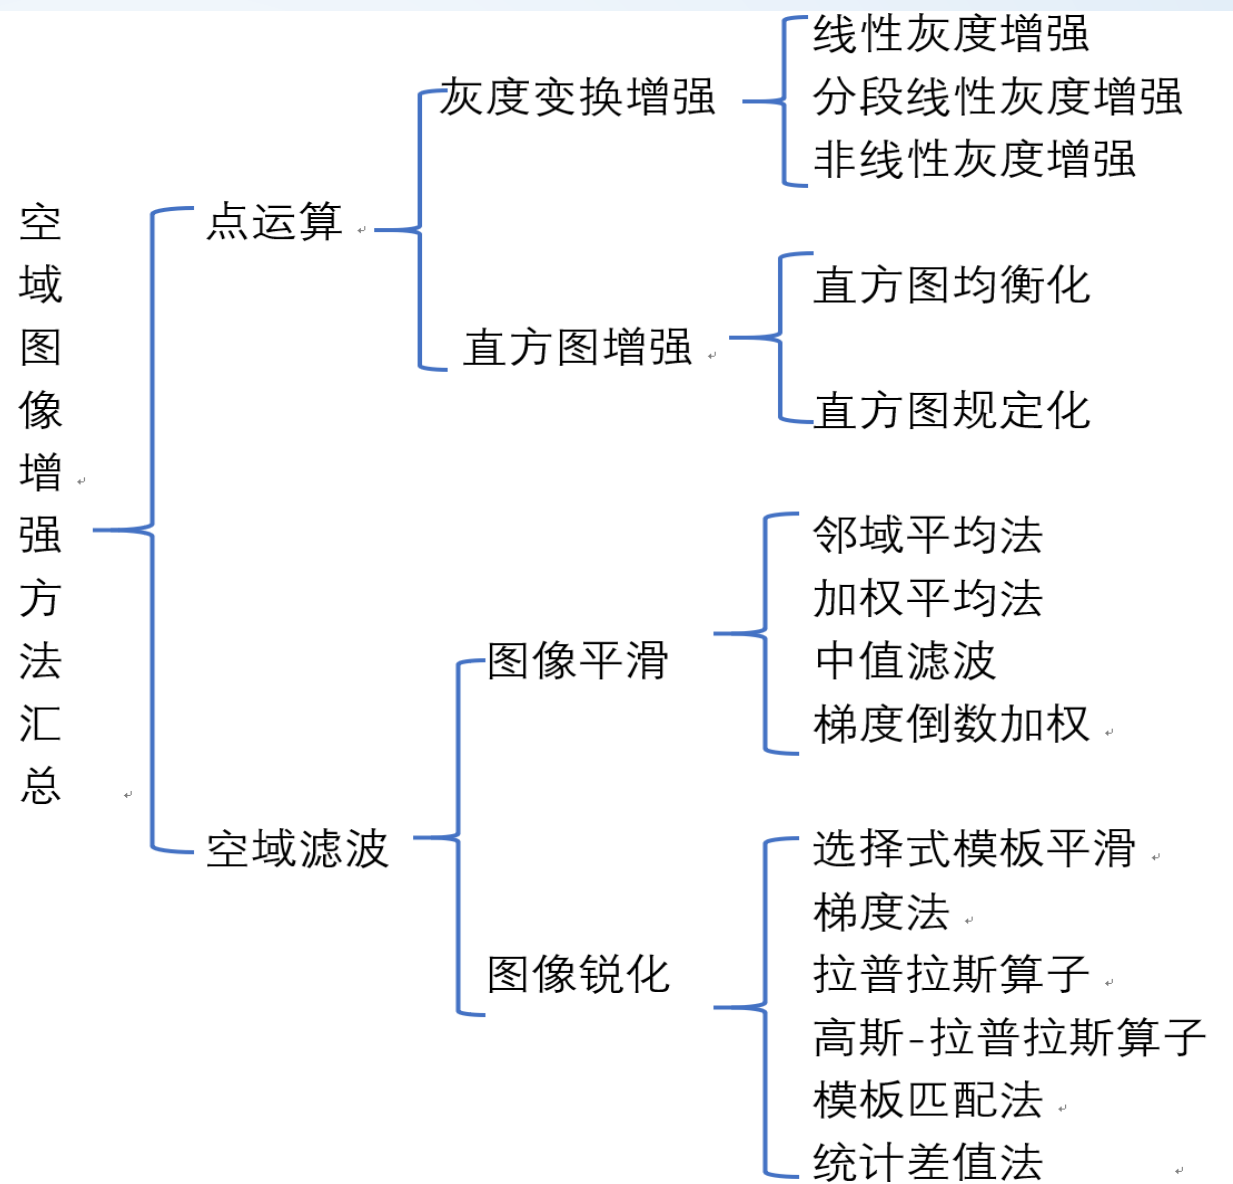 空域图像增强方法汇总
点运算
灰度变换增强
线性灰度增强
分段线性灰度增强
非线性灰度增强
直方图增强
直方图均衡化
直方图规定化
空域滤波
图像平滑
邻域平均法
加权平均法
中值滤波
梯度倒数加权
图像锐化
选择式模板平滑
梯度法
拉普拉斯算子
高斯-拉普拉斯算子
模板匹配法
统计差值法